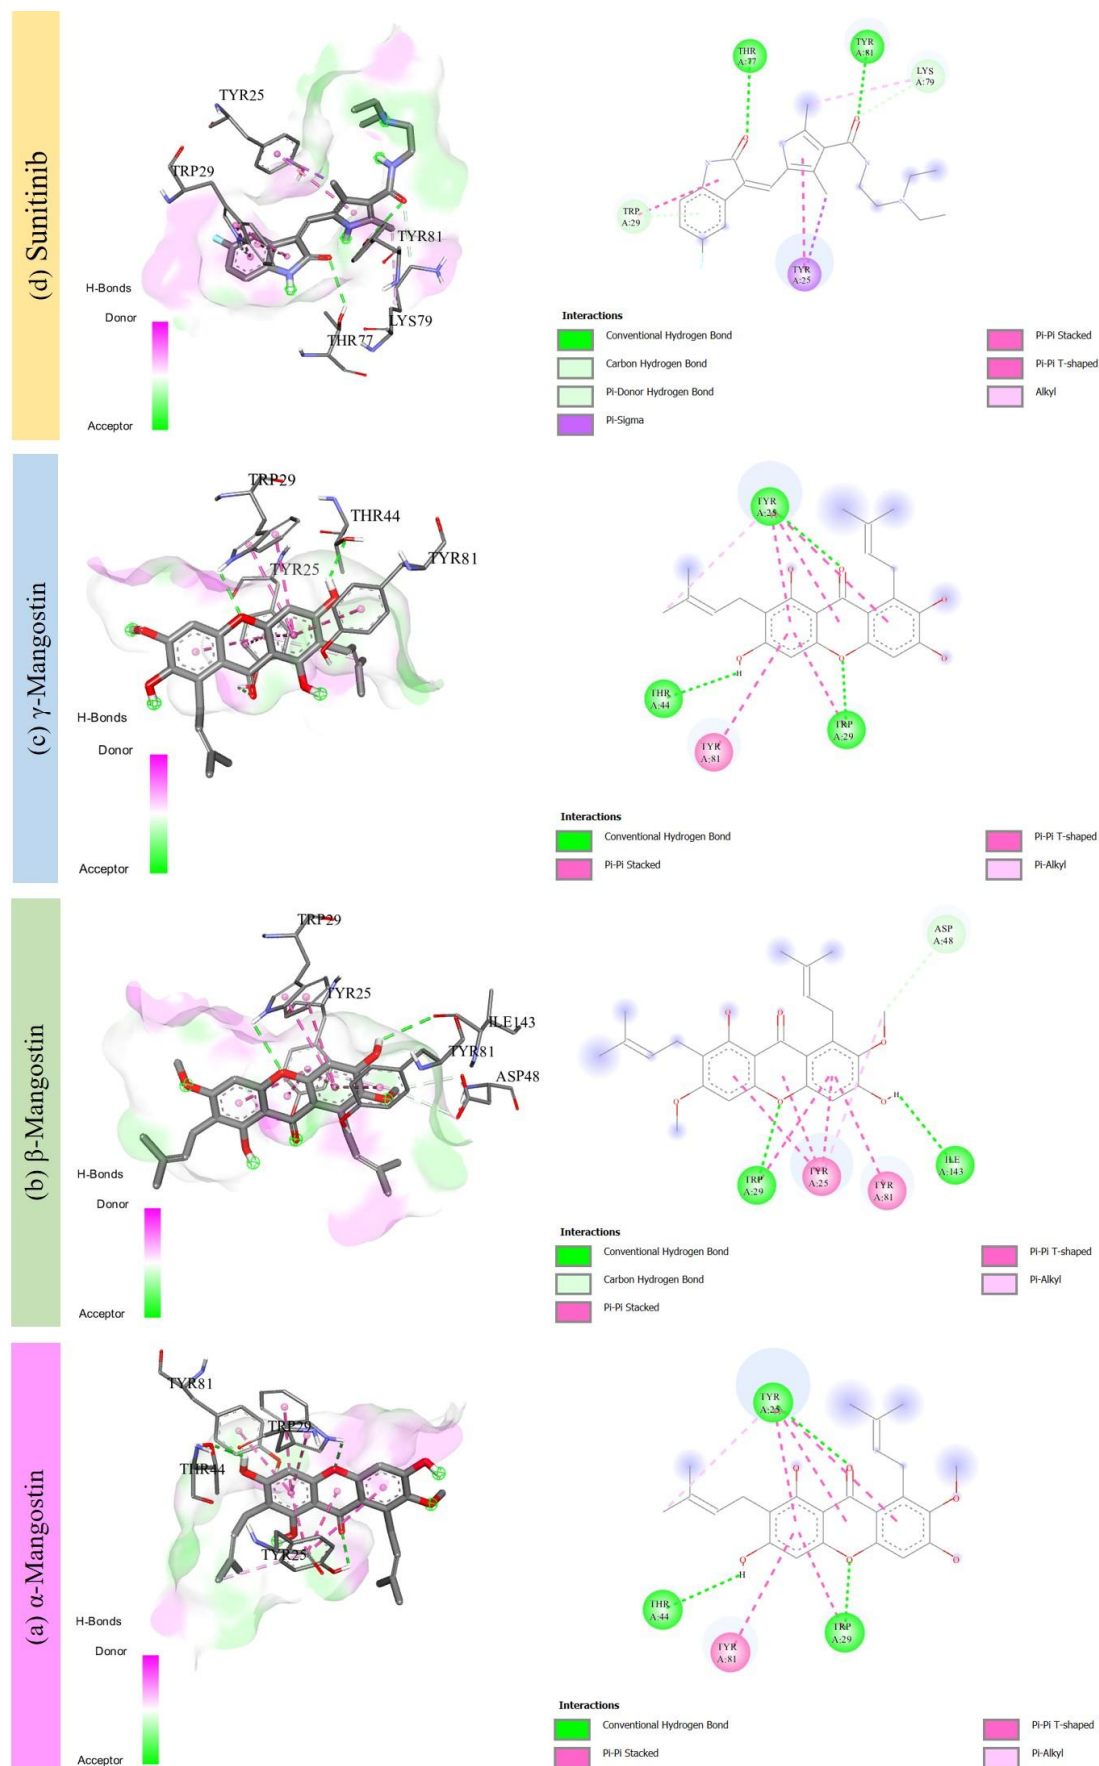 (d) Sunitinib
TYR25
TRP29
TYR81
LYS79
THR77
H-Bonds
Donor
Acceptor
THR
A:77
TYR
A:81
LYS
A:79
TRP
A:29
TYR
A:25
Interactions
Conventional Hydrogen Bond
Carbon Hydrogen Bond
Pi-Donor Hydrogen Bond
Pi-Sigma
Pi-Pi Stacked
Pi-Pi T-shaped
Alkyl
(c) γ-Mangostin
TRP29
THR44
TYR25
TYR81
H-Bonds
Donor
Acceptor
TYR
A:25
THR
A:44
TYR
A:81
TRP
A:29
H
O
O
O
O
O
O
Interactions
Conventional Hydrogen Bond
Pi-Pi Stacked
Pi-Pi T-shaped
Pi-Alkyl
(b) β-Mangostin
TRP29
TYR25
ILE143
TYR81
ASP48
H-Bonds
Donor
Acceptor
ASP
A:48
TRP
A:29
TYR
A:25
TYR
A:81
ILE
A:143
O
O
O
O
O
O
H
Interactions
Conventional Hydrogen Bond
Carbon Hydrogen Bond
Pi-Pi Stacked
Pi-Pi T-shaped
Pi-Alkyl
(a) α-Mangostin
TYR81
TRP29
THR44
TYR25
H-Bonds
Donor
Acceptor
TYR
A:25
THR
A:44
TYR
A:81
TRP
A:29
O
O
O
O
O
O
H
Interactions
Conventional Hydrogen Bond
Pi-Pi Stacked
Pi-Pi T-shaped
Pi-Alkyl